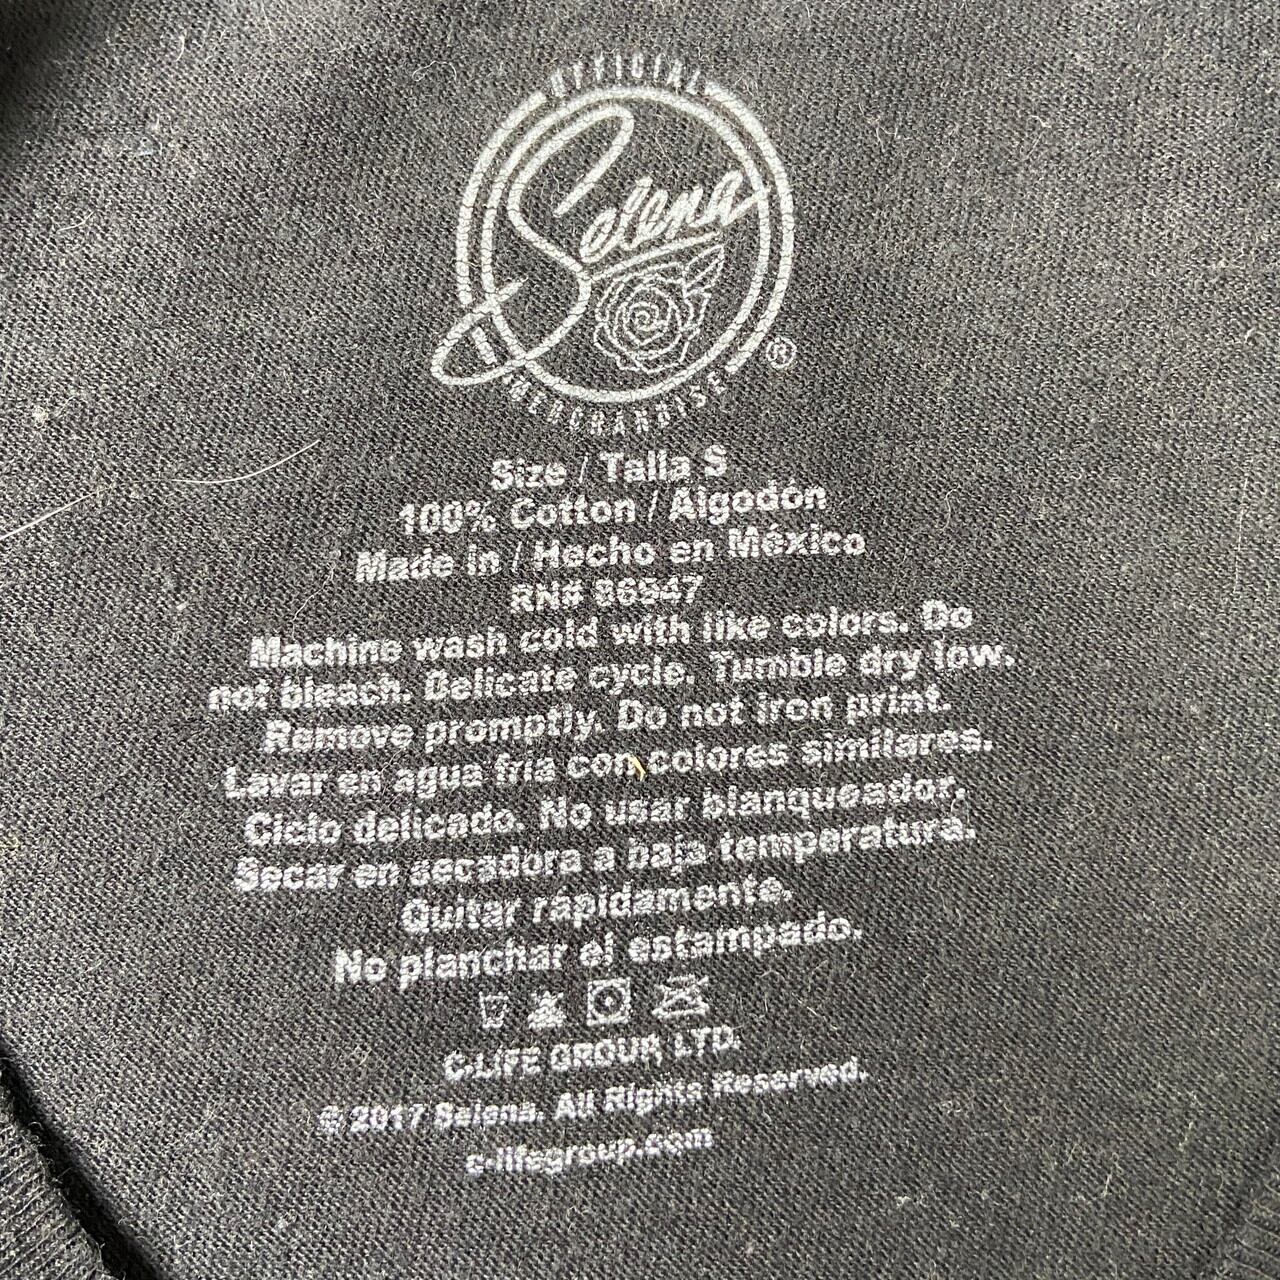 OFFICIAL
Selena
MERCHANDISE
®
Size / Talla S
100% Cotton / Algodón
Made in / Hecho en México
RN# 86547
Machine wash cold with like colors. Do
not bleach. Delicate cycle. Tumble dry low.
Remove promptly. Do not iron print.
Lavar en agua fria con colores similares.
Ciclo delicado. No usar blanqueador.
Secar en secadora a baja temperatura.
Quitar rápidamente.
No planchar el estampado.
C-LIFE GROUP, LTD.
© 2017 Selena. All Rights Reserved.
c-lifegroup.com